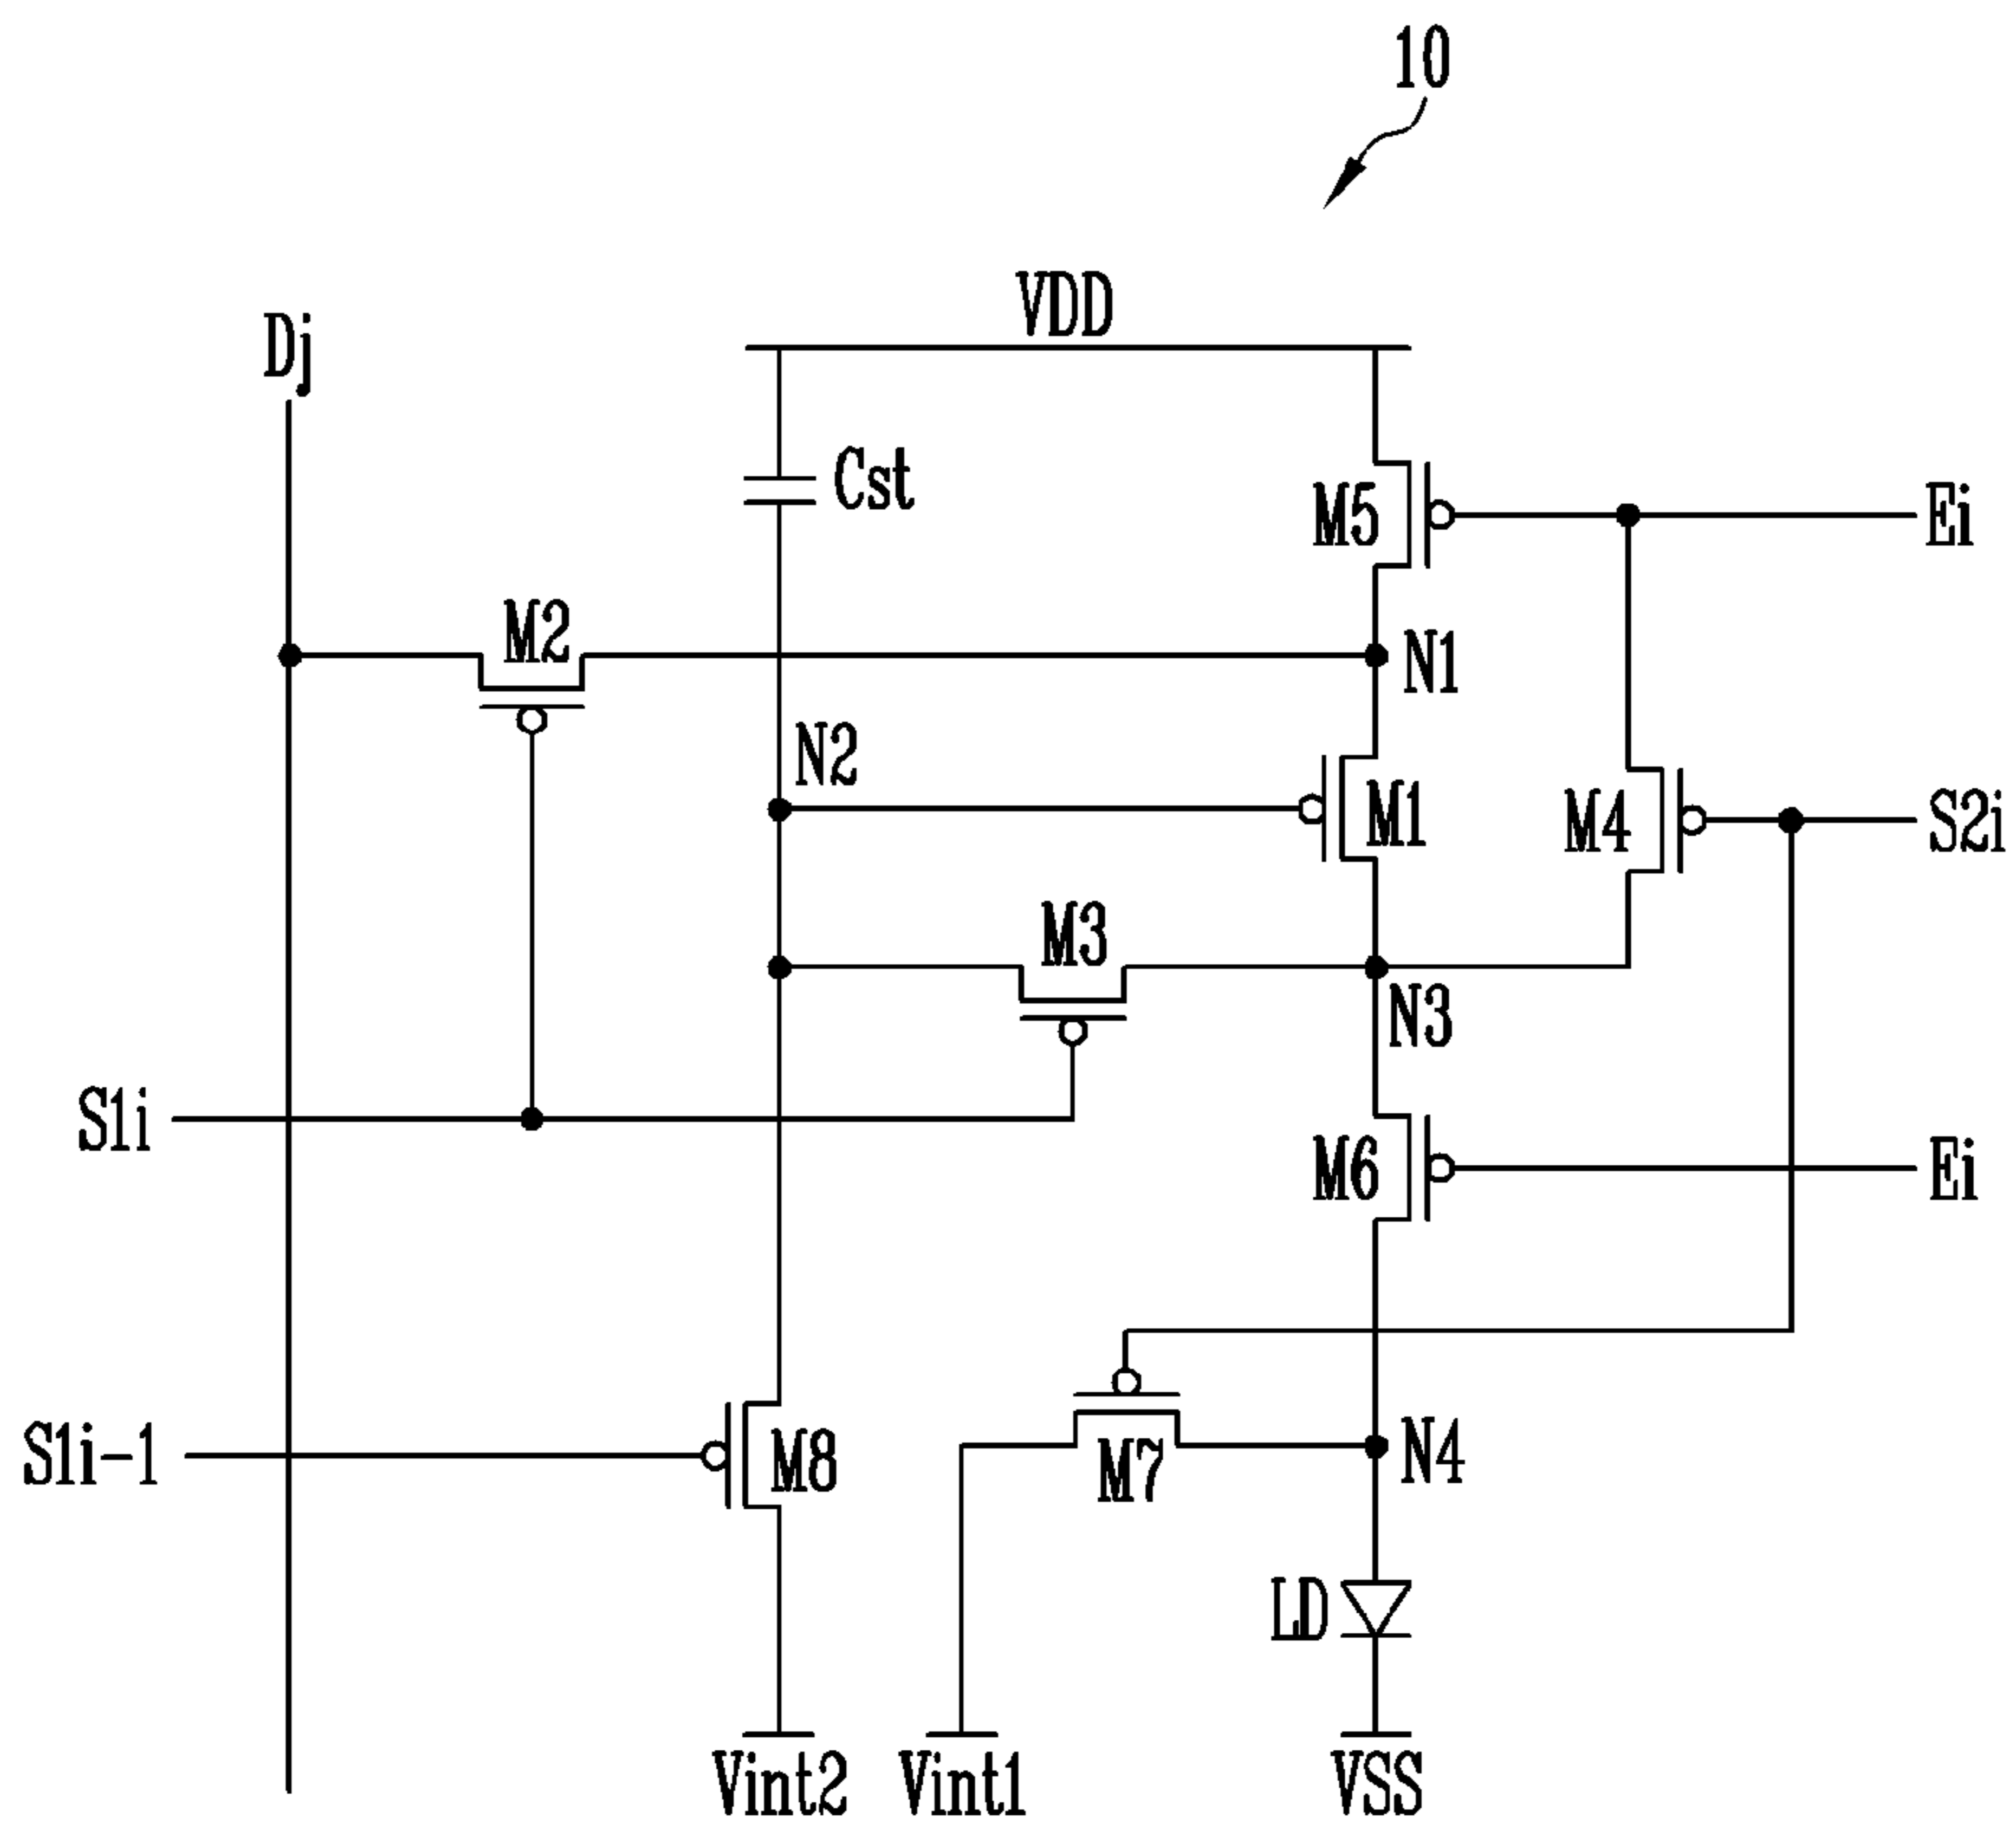 10
VDD
Dj
Cst
M5
Ei
M2
N1
N2
M1
M4
S2i
M3
N3
S1i
M6
Ei
S1i-1
M8
M7
N4
LD
Vint2
Vint1
VSS